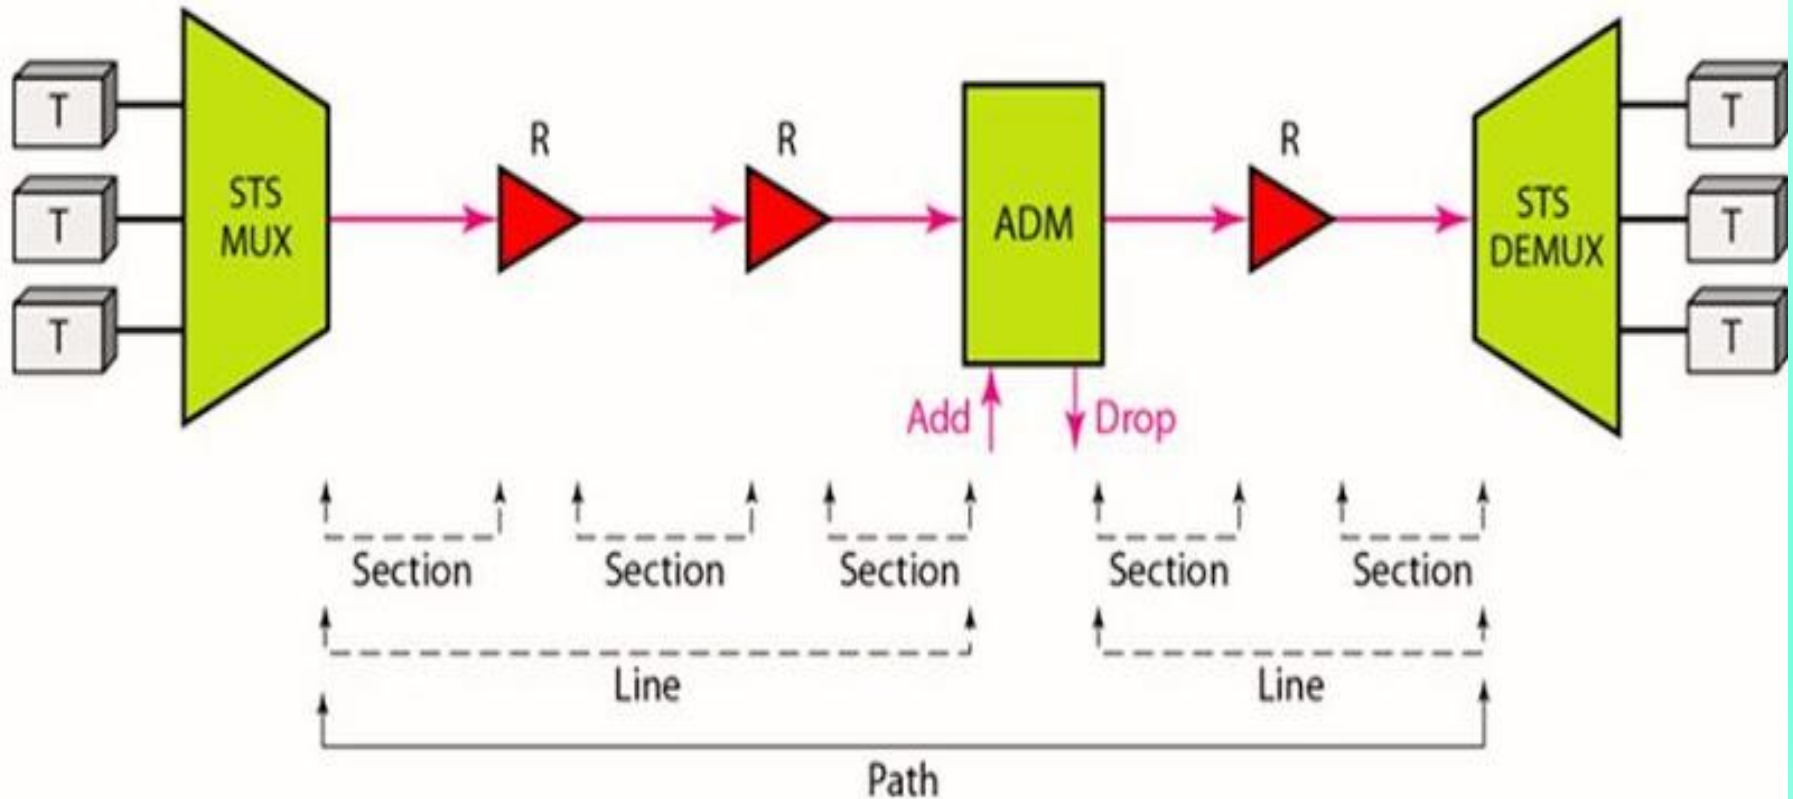 R R R
T T
STS
MUX
ADM
STS
DEMUX
T T
T T
Add Drop
Section Section Section Section Section
Line Line
Path